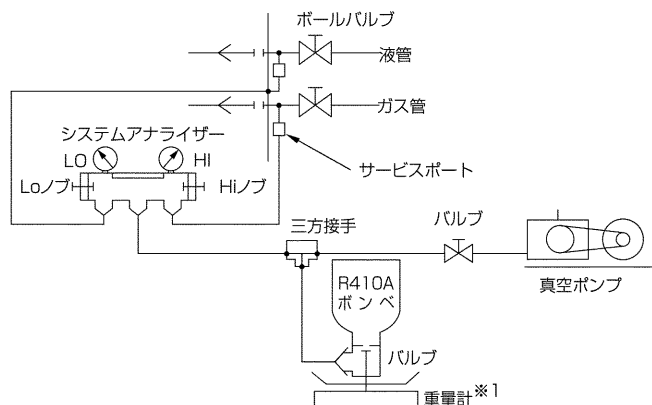 ボールバルブ
液管
ガス管
システムアナライザー
LO
HI
サービスポート
Loノブ
Hiノブ
三方接手
バルブ
R410A
ボンベ
真空ポンプ
バルブ
重量計※1